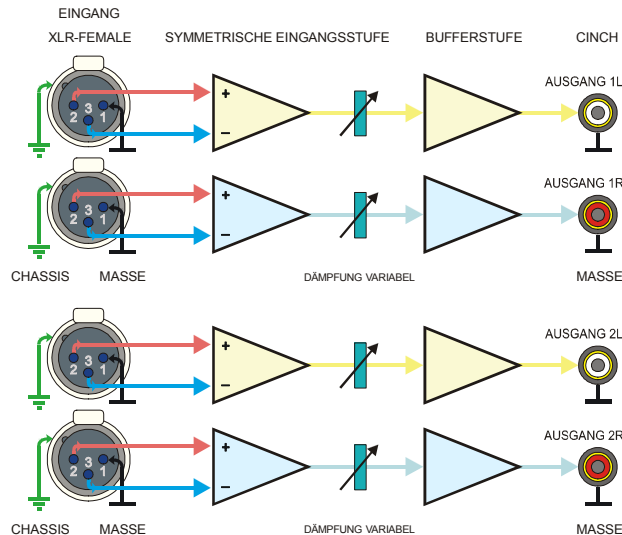 EINGANG
XLR-FEMALE SYMMETRISCHE EINGANGSSTUFE BUFFERSTUFE CINCH
AUSGANG 1L
+
3
2 1
−
AUSGANG 1R
+
3
2 1
−
CHASSIS MASSE DÄMPFUNG VARIABEL MASSE
AUSGANG 2L
+
3
2 1
−
AUSGANG 2R
+
3
2 1
−
CHASSIS MASSE DÄMPFUNG VARIABEL MASSE